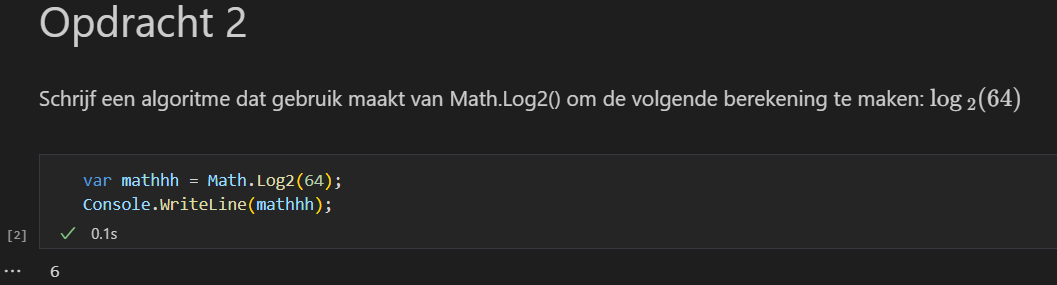 Opdracht 2
Schrijf een algoritme dat gebruik maakt van Math.Log2() om de volgende berekening te maken: log₂(64)
var mathhh = Math.Log2(64);
Console.WriteLine(mathhh);
[2] ✓ 0.1s
... 6